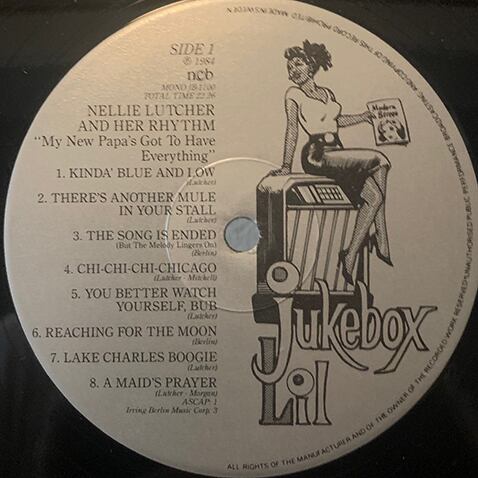 SIDE 1
℗ 1984
ncb
MONO JB-1100
TOTAL TIME 22.26
NELLIE LUTCHER
AND HER RHYTHM
"My New Papa's Got To Have
Everything"
1. KINDA' BLUE AND LOW
(Lutcher)
2. THERE'S ANOTHER MULE
IN YOUR STALL
(Lutcher)
3. THE SONG IS ENDED
(But The Melody Lingers On)
(Berlin)
4. CHI-CHI-CHI-CHICAGO
(Lutcher - Mitchell)
5. YOU BETTER WATCH
YOURSELF, BUB
(Lutcher)
6. REACHING FOR THE MOON
(Berlin)
7. LAKE CHARLES BOOGIE
(Lutcher)
8. A MAID'S PRAYER
(Lutcher - Morgan)
ASCAP: 1
Irving Berlin Music Corp. 3
Modern
Screen
Jukebox
Lil
ALL RIGHTS OF THE MANUFACTURER AND OF THE OWNER OF THE RECORDED WORK RESERVED UNAUTHORISED PUBLIC PERFORMANCE BROADCASTING AND COPYING OF THIS RECORD PROHIBITED MADE IN SWEDEN